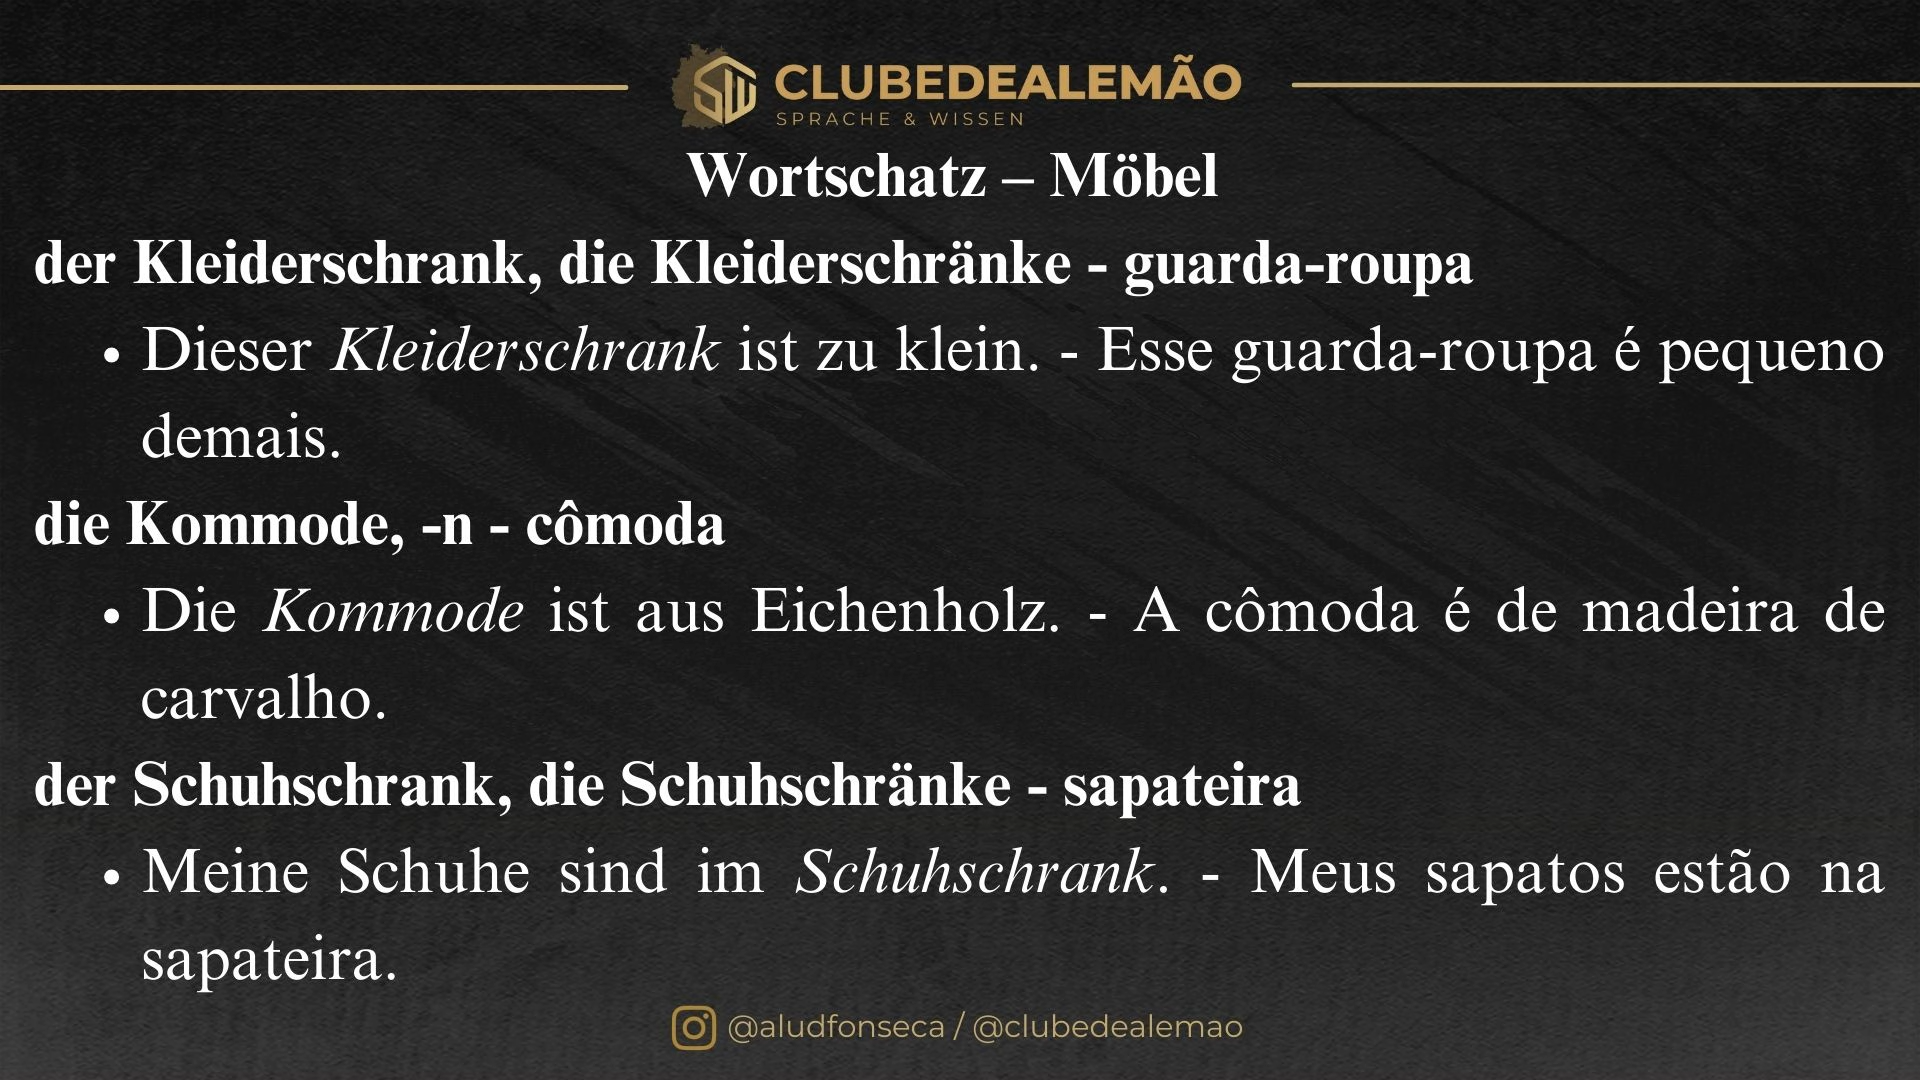 CLUBEDEALEMÃO
SPRACHE & WISSEN
Wortschatz – Möbel
der Kleiderschrank, die Kleiderschränke - guarda-roupa
• Dieser Kleiderschrank ist zu klein. - Esse guarda-roupa é pequeno
demais.
die Kommode, -n - cômoda
• Die Kommode ist aus Eichenholz. - A cômoda é de madeira de
carvalho.
der Schuhschrank, die Schuhschränke - sapateira
• Meine Schuhe sind im Schuhschrank. - Meus sapatos estão na
sapateira.
@aludfonseca / @clubedealemao